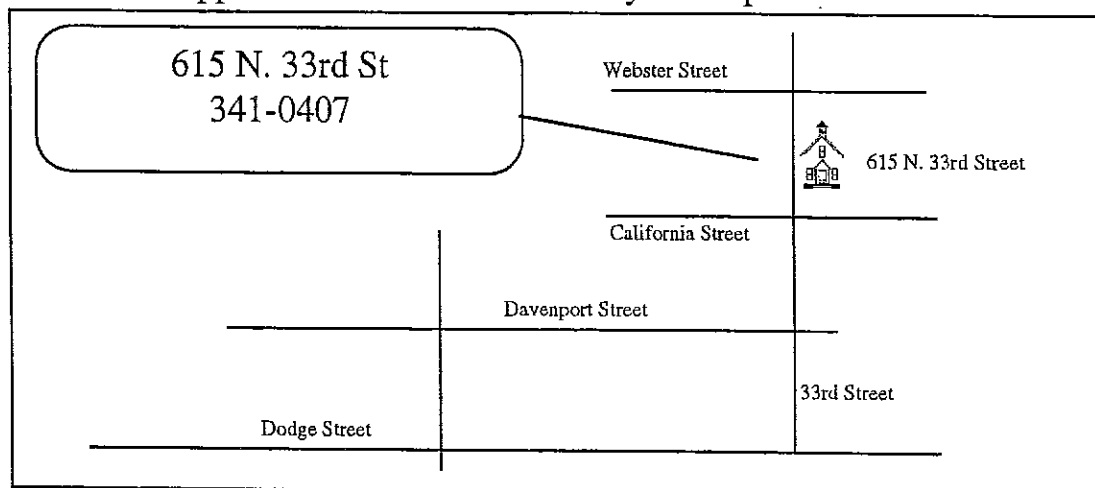 615 N. 33rd St
341-0407
Webster Street
615 N. 33rd Street
California Street
Davenport Street
33rd Street
Dodge Street